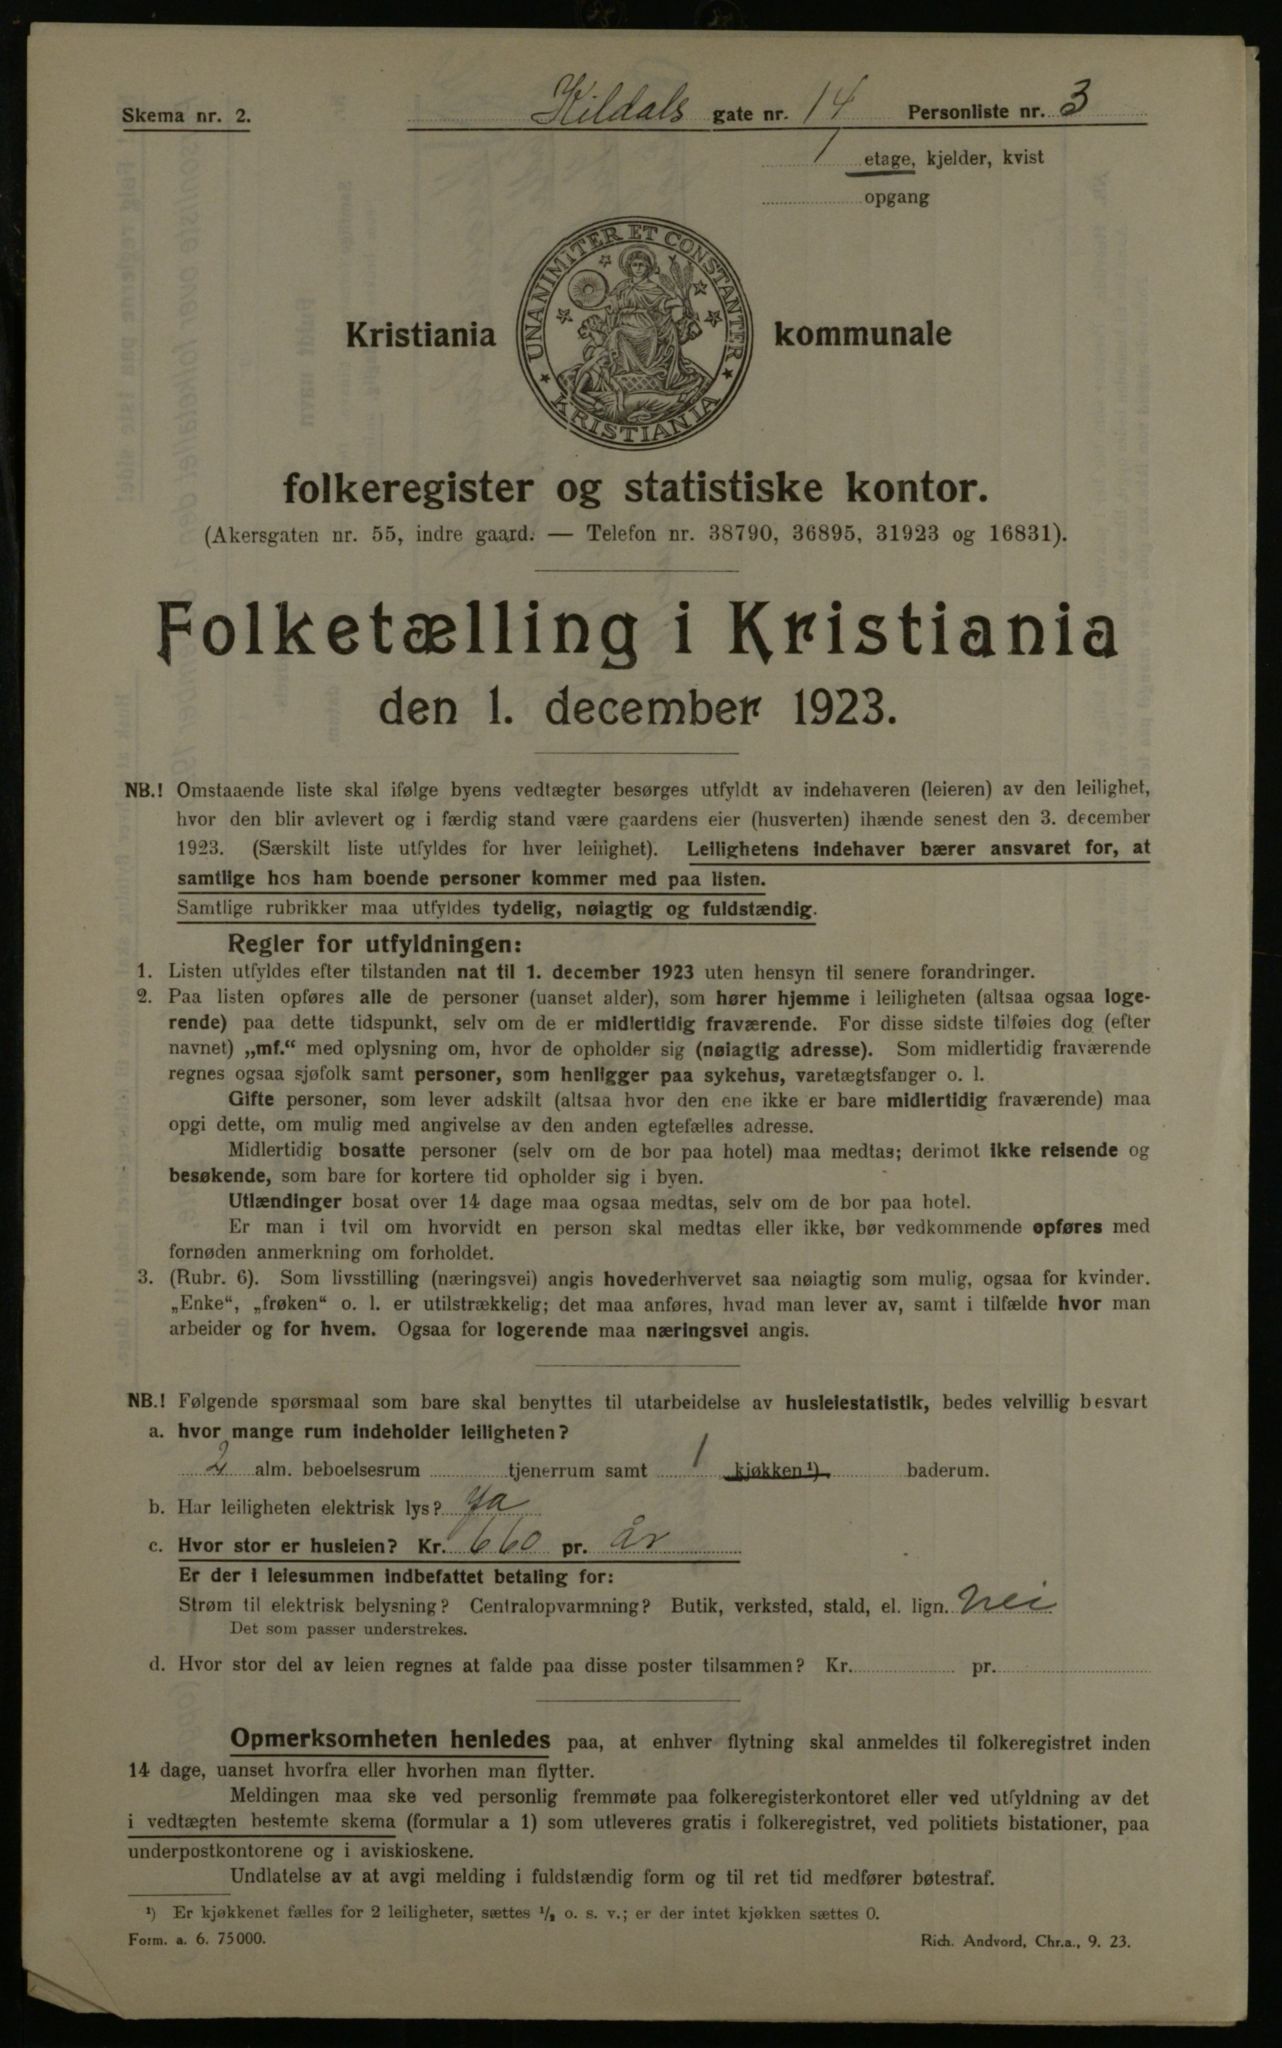 Skema nr. 2.
Kildals gate nr. 14 Personliste nr. 3
1 etage, kjelder, kvist
opgang
UNANIMITER ET CONSTANTER
KRISTIANIA
Kristiania kommunale
folkeregister og statistiske kontor.
(Akersgaten nr. 55, indre gaard. — Telefon nr. 38790, 36895, 31923 og 16831).
Folketælling i Kristiania
den 1. december 1923.
NB.! Omstaaende liste skal ifølge byens vedtægter besørges utfyldt av indehaveren (leieren) av den leilighet,
hvor den blir avlevert og i færdig stand være gaardens eier (husverten) ihænde senest den 3. december
1923. (Særskilt liste utfyldes for hver leilighet). Leilighetens indehaver bærer ansvaret for, at
samtlige hos ham boende personer kommer med paa listen.
Samtlige rubrikker maa utfyldes tydelig, nøiagtig og fuldstændig.
Regler for utfyldningen:
1. Listen utfyldes efter tilstanden nat til 1. december 1923 uten hensyn til senere forandringer.
2. Paa listen opføres alle de personer (uanset alder), som hører hjemme i leiligheten (altsaa ogsaa loge-
rende) paa dette tidspunkt, selv om de er midlertidig fraværende. For disse sidste tilføies dog (efter
navnet) „mf.“ med oplysning om, hvor de opholder sig (nøiagtig adresse). Som midlertidig fraværende
regnes ogsaa sjøfolk samt personer, som henligger paa sykehus, varetægtsfanger o. l.
Gifte personer, som lever adskilt (altsaa hvor den ene ikke er bare midlertidig fraværende) maa
opgi dette, om mulig med angivelse av den anden egtefælles adresse.
Midlertidig bosatte personer (selv om de bor paa hotel) maa medtas; derimot ikke reisende og
besøkende, som bare for kortere tid opholder sig i byen.
Utlændinger bosat over 14 dage maa ogsaa medtas, selv om de bor paa hotel.
Er man i tvil om hvorvidt en person skal medtas eller ikke, bør vedkommende opføres med
fornøden anmerkning om forholdet.
3. (Rubr. 6). Som livsstilling (næringsvei) angis hovederhvervet saa nøiagtig som mulig, ogsaa for kvinder.
„Enke“, „frøken“ o. l. er utilstrækkelig; det maa anføres, hvad man lever av, samt i tilfælde hvor man
arbeider og for hvem. Ogsaa for logerende maa næringsvei angis.
NB.! Følgende spørsmaal som bare skal benyttes til utarbeidelse av husleiestatistik, bedes velvillig besvart
a. hvor mange rum indeholder leiligheten?
2 alm. beboelsesrum tjenerrum samt 1 kjøkken¹) baderum.
b. Har leiligheten elektrisk lys? ja
c. Hvor stor er husleien? Kr. 660 pr. år
Er der i leiesummen indbefattet betaling for:
Strøm til elektrisk belysning? Centralopvarmning? Butik, verksted, stald, el. lign. Nei
Det som passer understrekes.
d. Hvor stor del av leien regnes at falde paa disse poster tilsammen? Kr. pr.
Opmerksomheten henledes paa, at enhver flytning skal anmeldes til folkeregistret inden
14 dage, uanset hvorfra eller hvorhen man flytter.
Meldingen maa ske ved personlig fremmøte paa folkeregisterkontoret eller ved utfyldning av det
i vedtægten bestemte skema (formular a 1) som utleveres gratis i folkeregistret, ved politiets bistationer, paa
underpostkontorene og i aviskioskene.
Undlatelse av at avgi melding i fuldstændig form og til ret tid medfører bøtestraf.
¹) Er kjøkkenet fælles for 2 leiligheter, sættes ½ o. s. v.; er der intet kjøkken sættes 0.
Form. a. 6. 75000. Rich. Andvord, Chr.a., 9. 23.